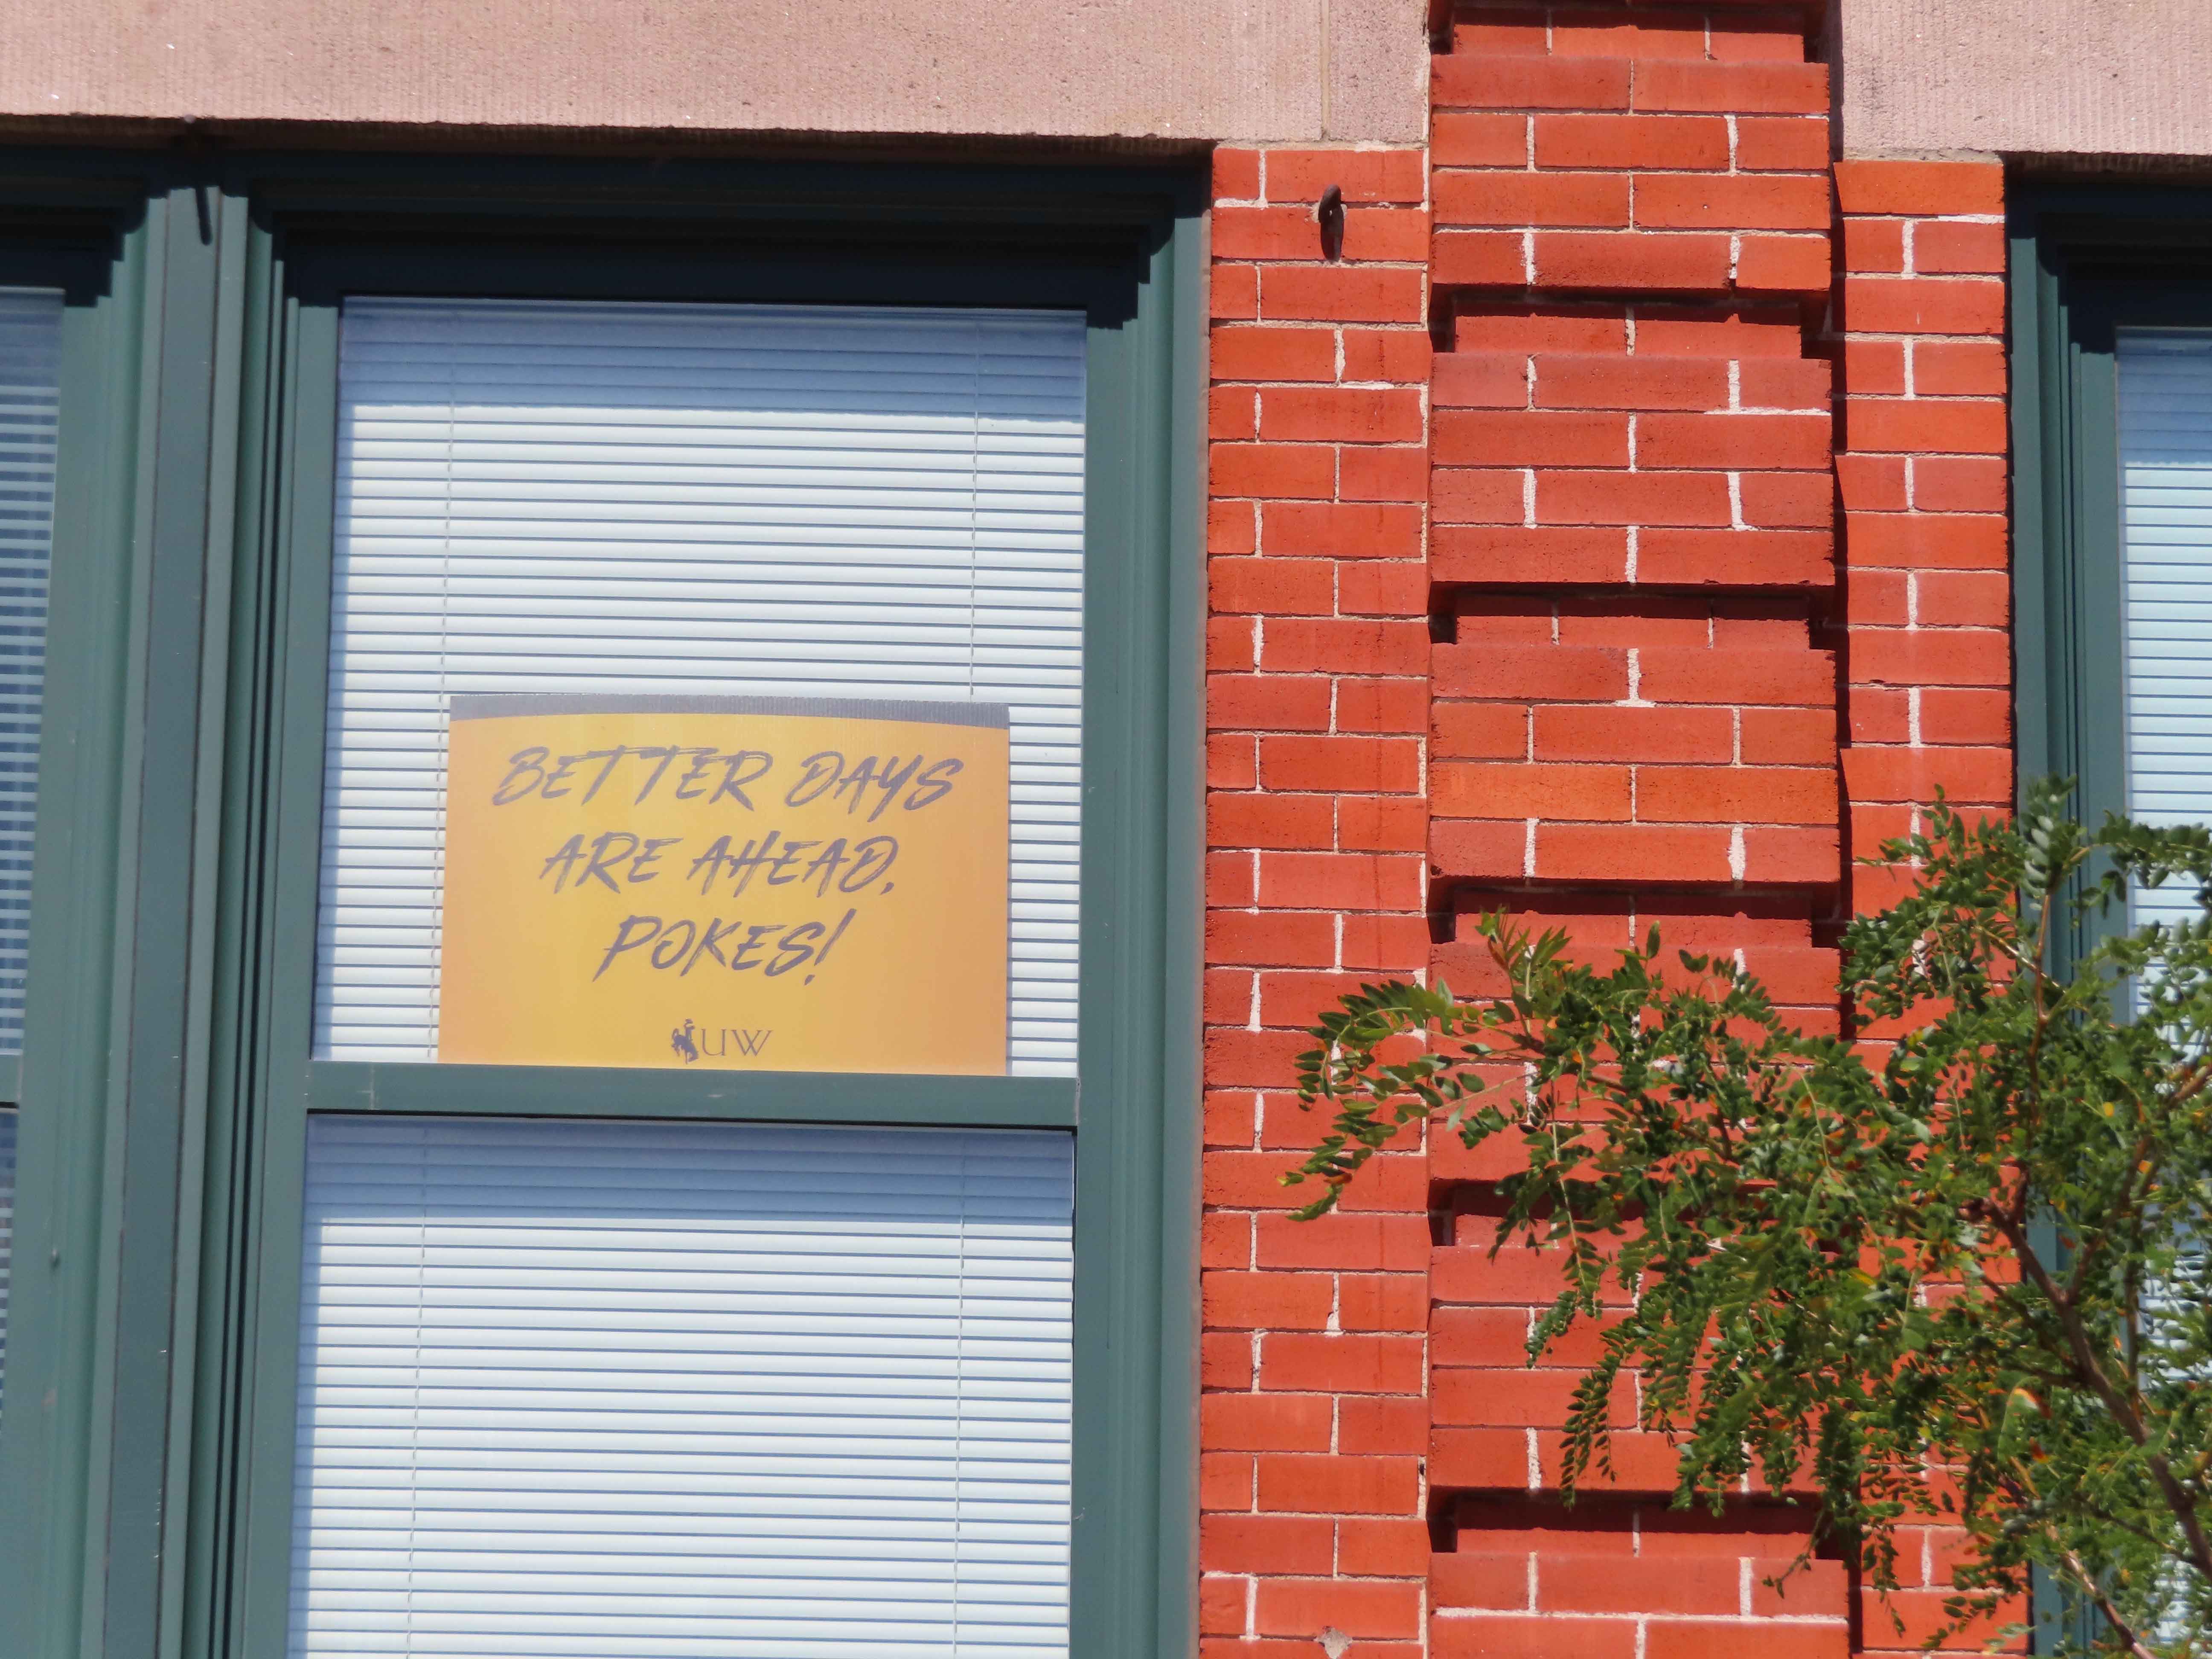 BETTER DAYS
ARE AHEAD,
POKES!
UW